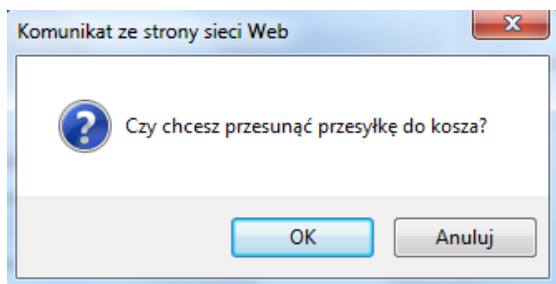 Komunikat ze strony sieci Web
Czy chcesz przesunąć przesyłkę do kosza?
OK Anuluj